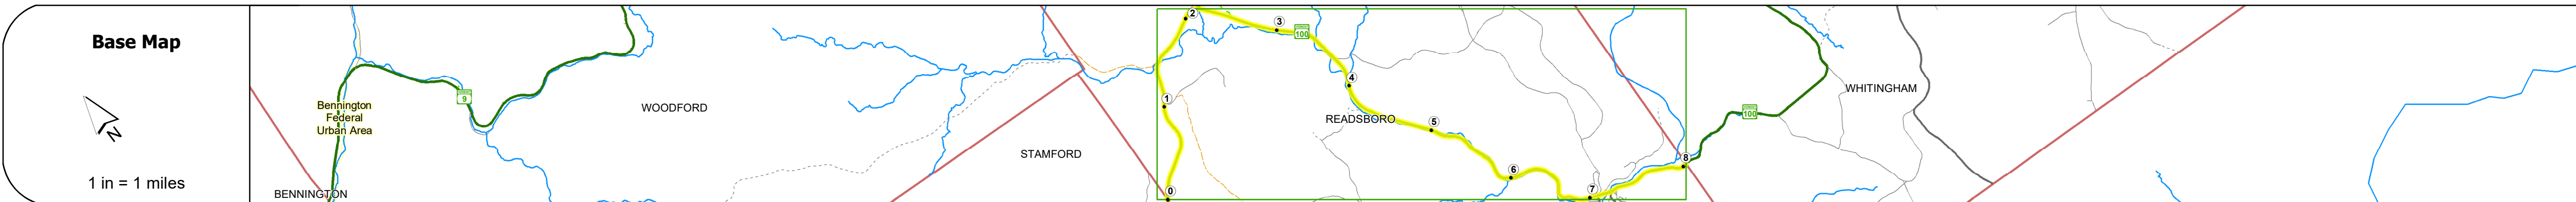 Base Map
N
1 in = 1 miles
Bennington
Federal
Urban Area
BENNINGTON
9
WOODFORD
STAMFORD
0
1
2
3
100
4
READSBORO
5
6
7
8
100
WHITINGHAM